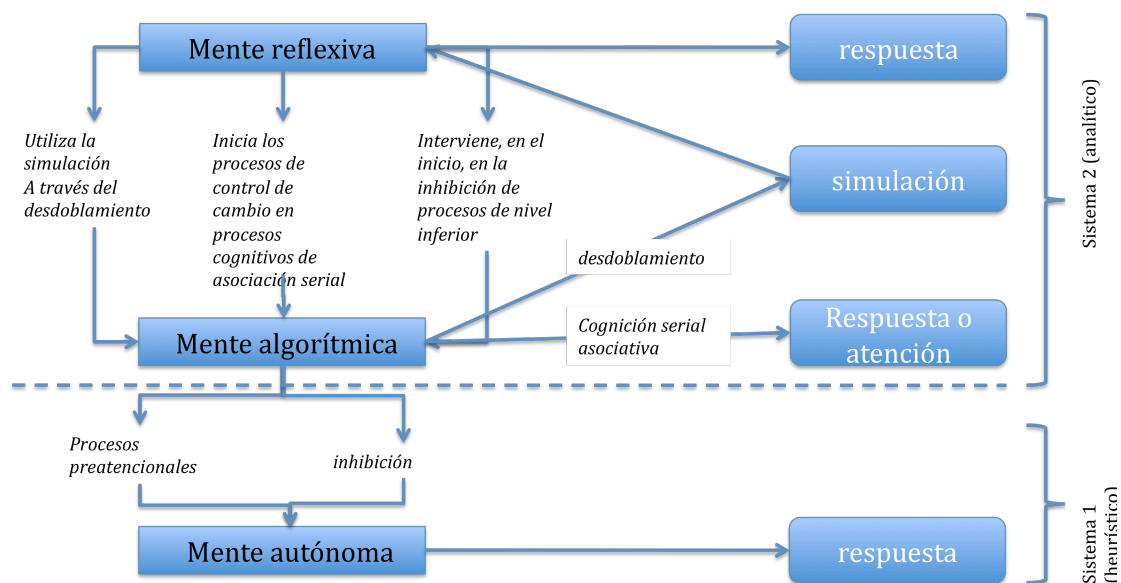 Mente reflexiva
respuesta
Utiliza la
simulación
A través del
desdoblamiento
Inicia los
procesos de
control de
cambio en
procesos
cognitivos de
asociación serial
Interviene, en el
inicio, en la
inhibición de
procesos de nivel
inferior
simulación
desdoblamiento
Sistema 2 (analítico)
Mente algorítmica
Cognición serial
asociativa
Respuesta o
atención
Procesos
preatencionales
inhibición
Mente autónoma
respuesta
Sistema 1
(heurístico)